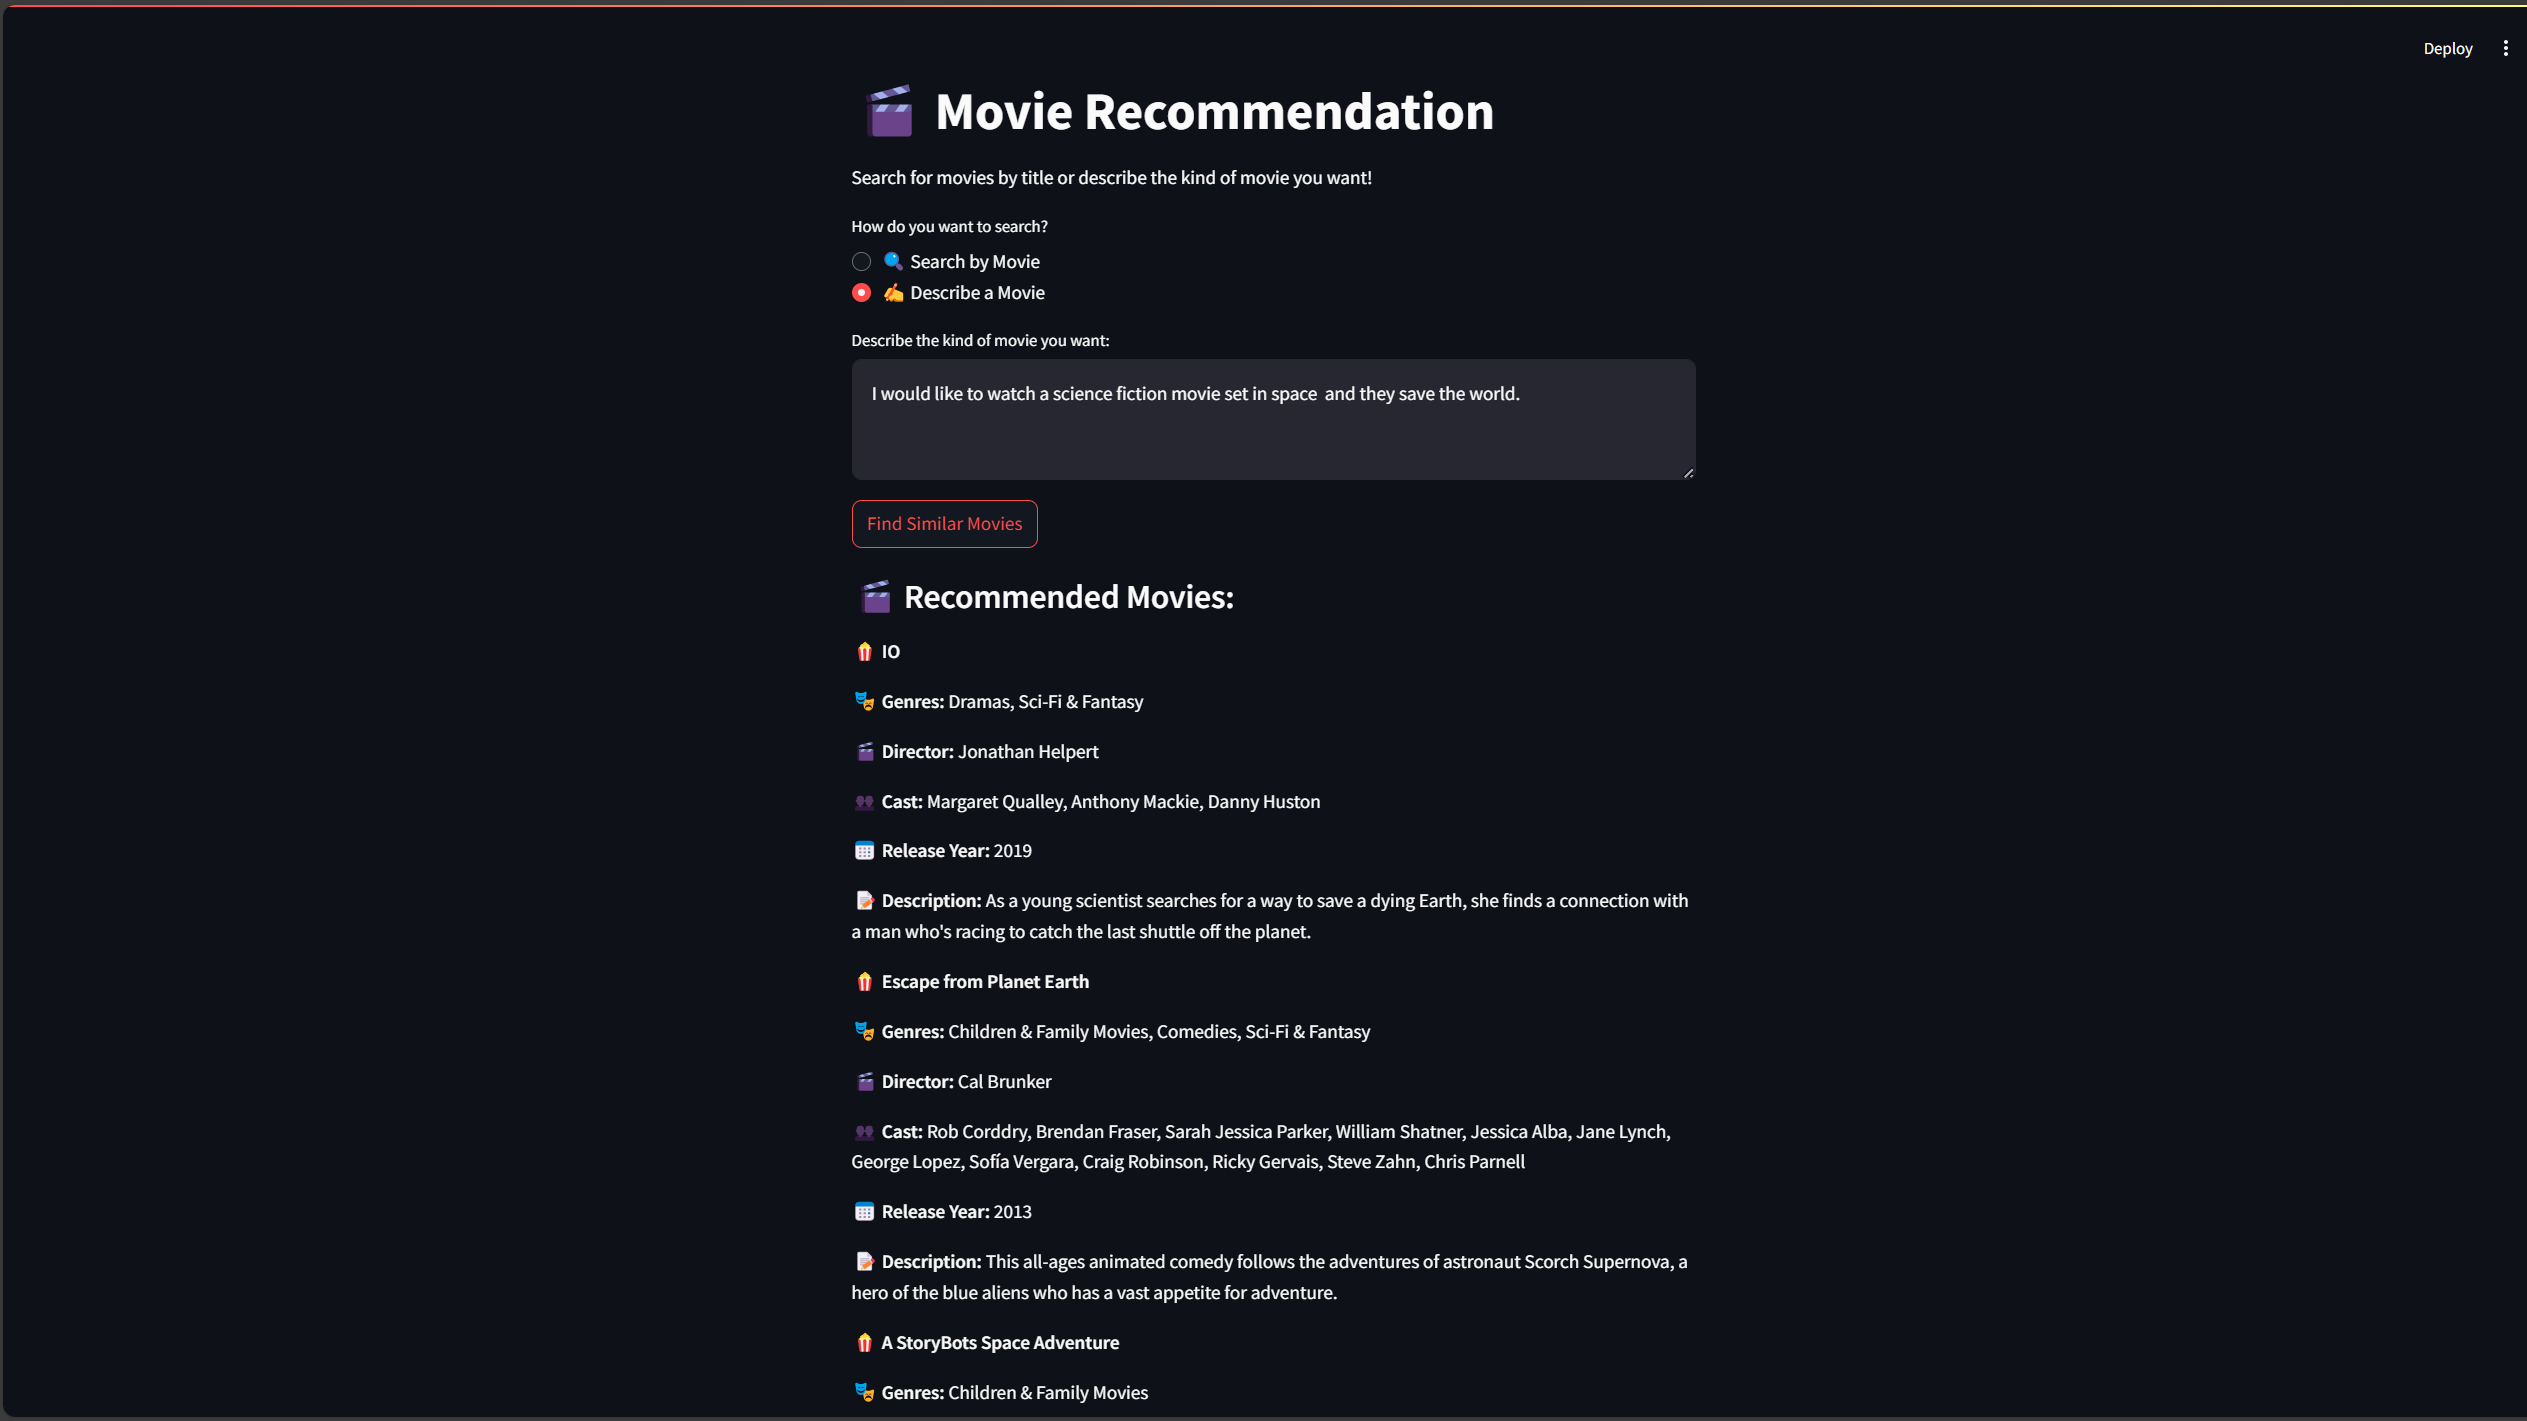 Deploy
Movie Recommendation
Search for movies by title or describe the kind of movie you want!
How do you want to search?
Search by Movie
Describe a Movie
Describe the kind of movie you want:
I would like to watch a science fiction movie set in space  and they save the world.
Find Similar Movies
Recommended Movies:
IO
Genres: Dramas, Sci-Fi & Fantasy
Director: Jonathan Helpert
Cast: Margaret Qualley, Anthony Mackie, Danny Huston
Release Year: 2019
Description: As a young scientist searches for a way to save a dying Earth, she finds a connection with
a man who's racing to catch the last shuttle off the planet.
Escape from Planet Earth
Genres: Children & Family Movies, Comedies, Sci-Fi & Fantasy
Director: Cal Brunker
Cast: Rob Corddry, Brendan Fraser, Sarah Jessica Parker, William Shatner, Jessica Alba, Jane Lynch,
George Lopez, Sofía Vergara, Craig Robinson, Ricky Gervais, Steve Zahn, Chris Parnell
Release Year: 2013
Description: This all-ages animated comedy follows the adventures of astronaut Scorch Supernova, a
hero of the blue aliens who has a vast appetite for adventure.
A StoryBots Space Adventure
Genres: Children & Family Movies